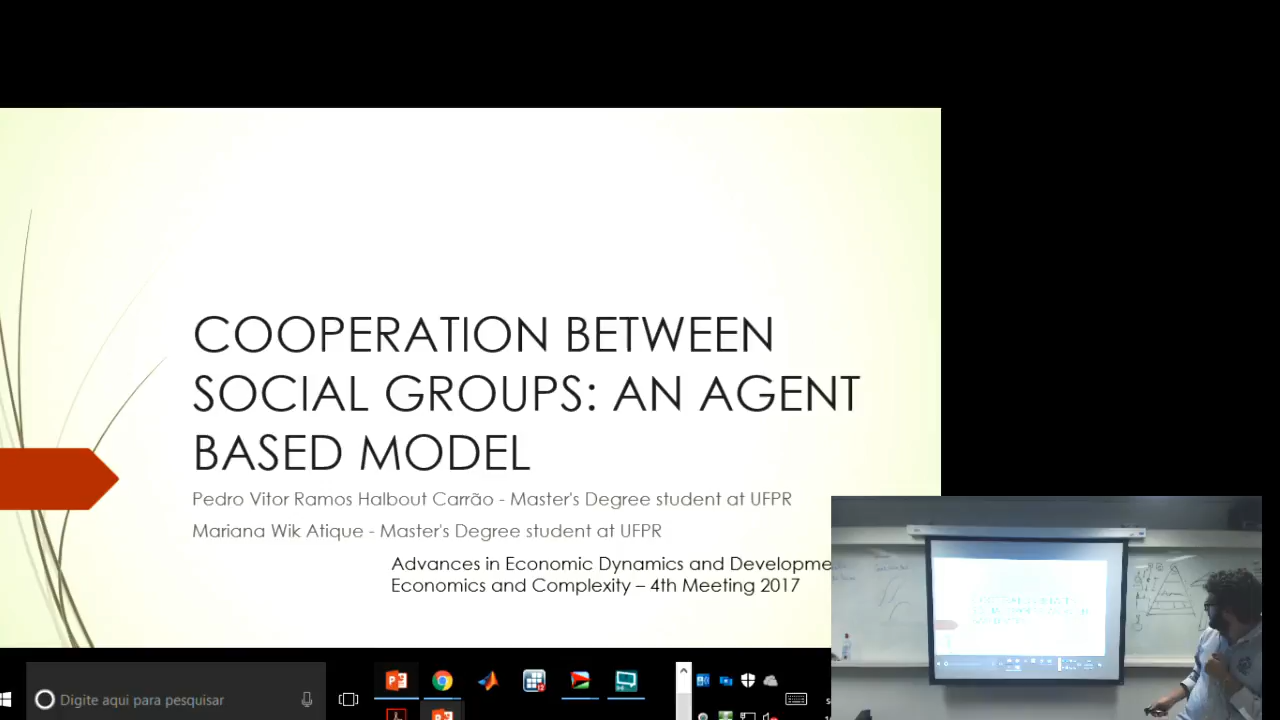 COOPERATION BETWEEN
SOCIAL GROUPS: AN AGENT
BASED MODEL
Pedro Vitor Ramos Halbout Carrão - Master's Degree student at UFPR
Mariana Wik Atique - Master's Degree student at UFPR
Advances in Economic Dynamics and Developme
Economics and Complexity – 4th Meeting 2017
Digite aqui para pesquisar